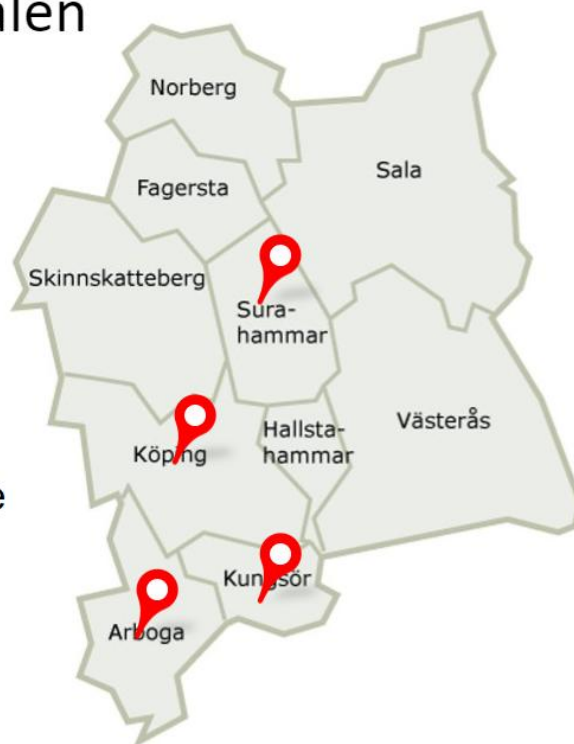 alen
Norberg
Sala
Fagersta
Skinnskatteberg
Sura-
hammar
Västerås
Hallsta-
hammar
Köping
e
Kungsör
Arboga